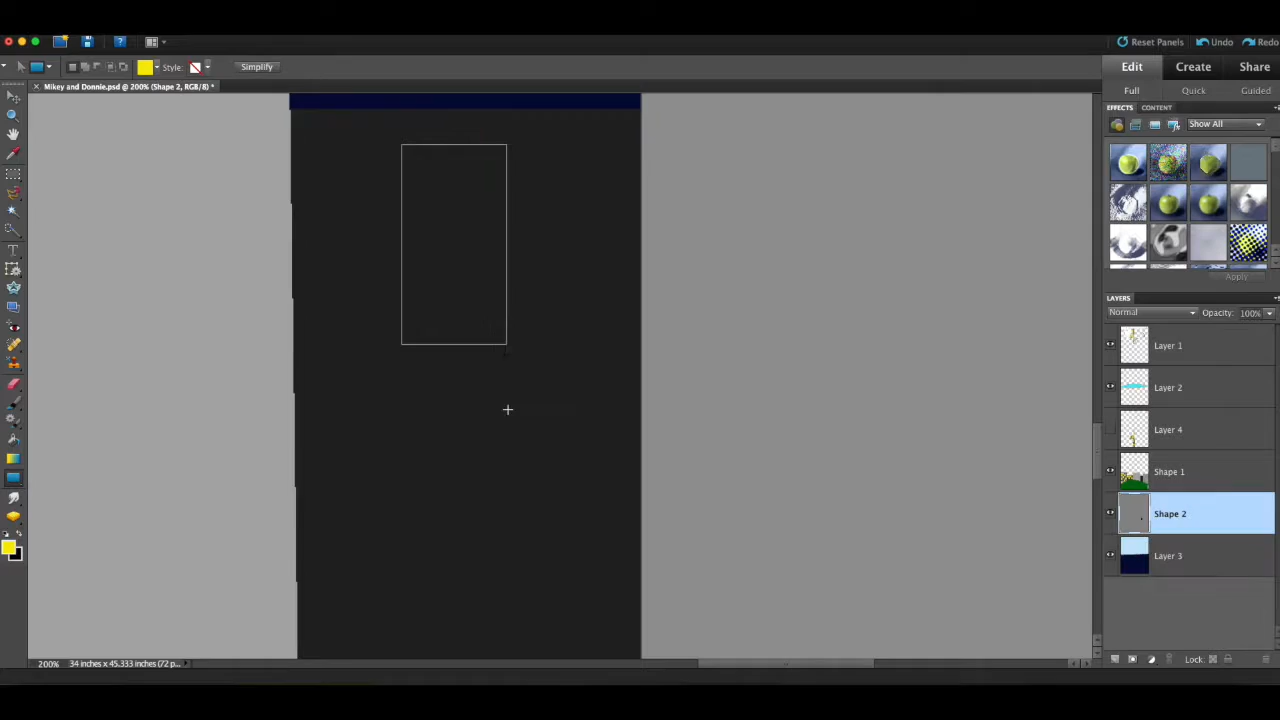 Reset Panels Undo Redo
Style: Simplify
Edit Create Share
Mikey and Donnie.psd @ 200% (Shape 2, RGB/8) *
Full Quick Guided
EFFECTS CONTENT
Show All
T
Apply
LAYERS
Normal Opacity: 100%
Layer 1
Layer 2
Layer 4
Shape 1
Shape 2
Layer 3
200% 34 inches x 45.333 inches (72 p...
Lock: